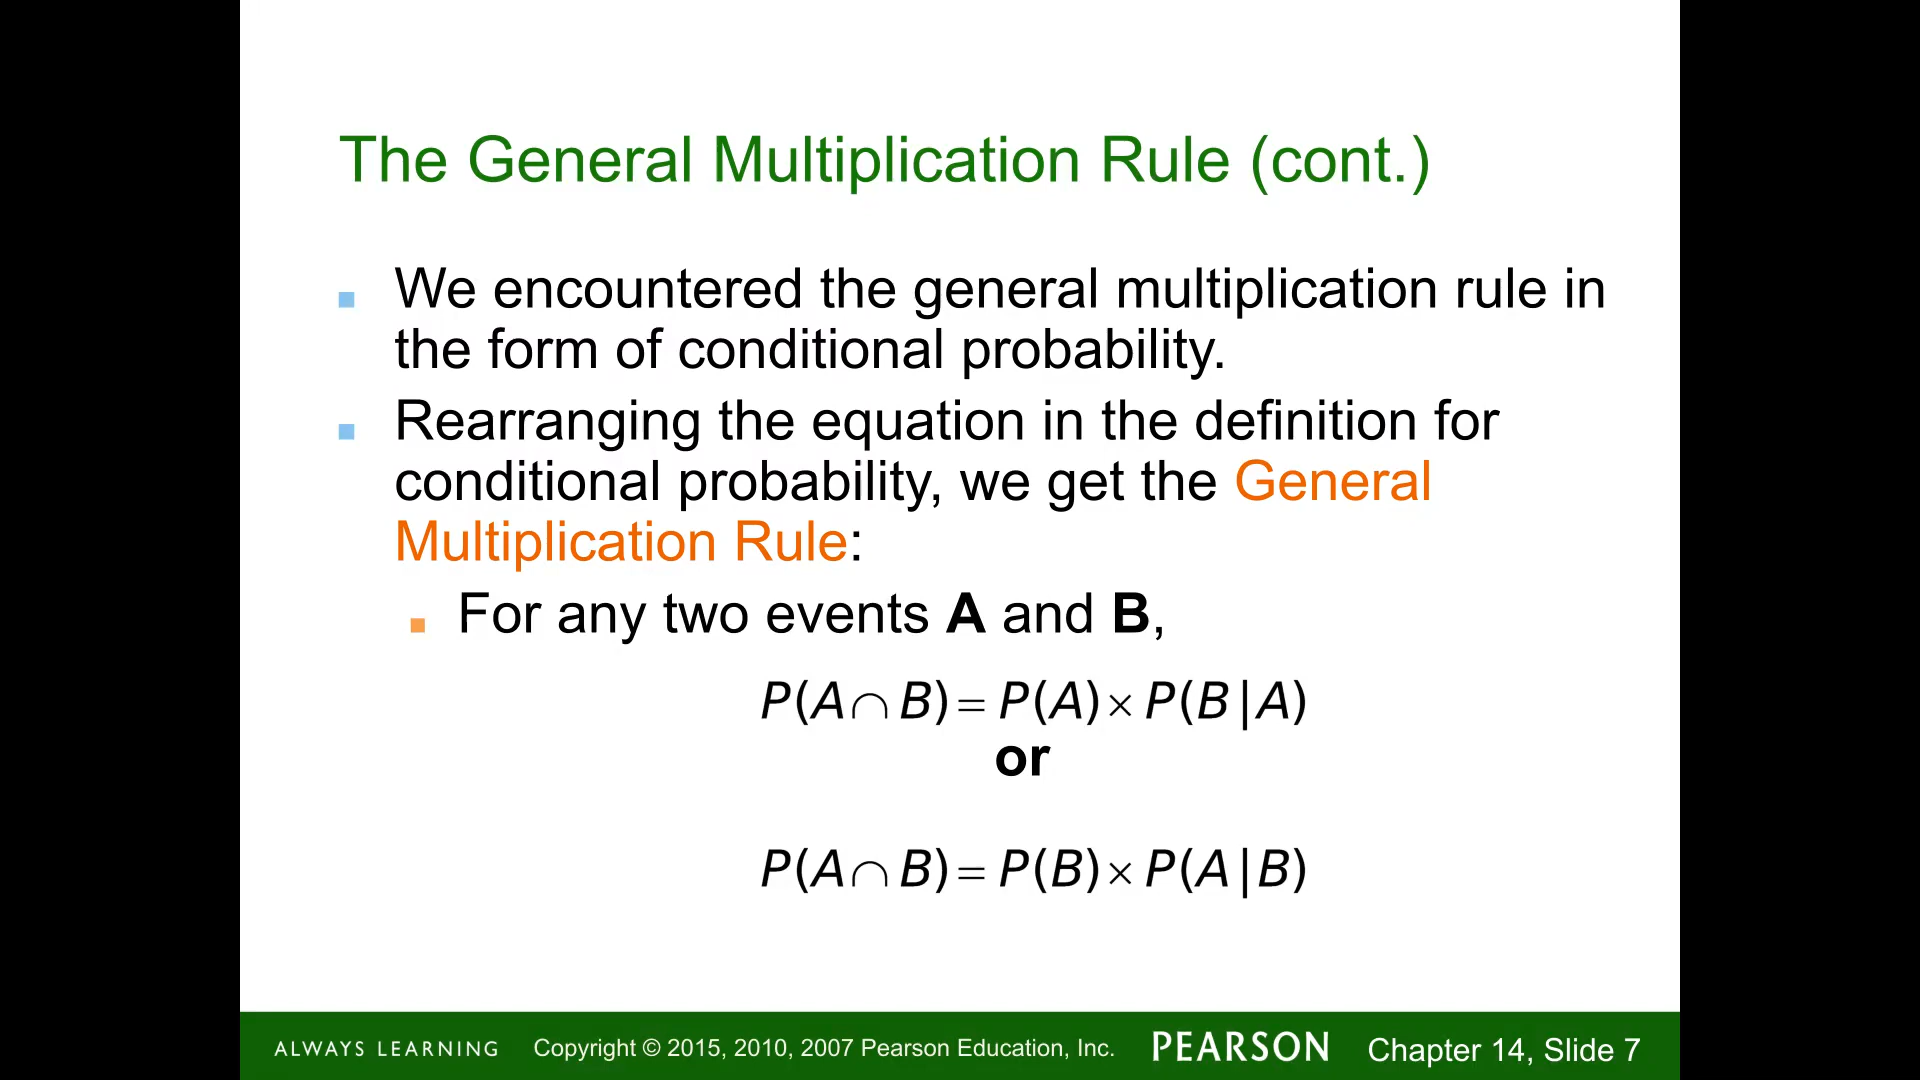 The General Multiplication Rule (cont.)
We encountered the general multiplication rule in
the form of conditional probability.
Rearranging the equation in the definition for
conditional probability, we get the General
Multiplication Rule:
For any two events A and B,
P(A∩B)=P(A)×P(B|A)
or
P(A∩B)=P(B)×P(A|B)
ALWAYS LEARNING Copyright © 2015, 2010, 2007 Pearson Education, Inc. PEARSON Chapter 14, Slide 7